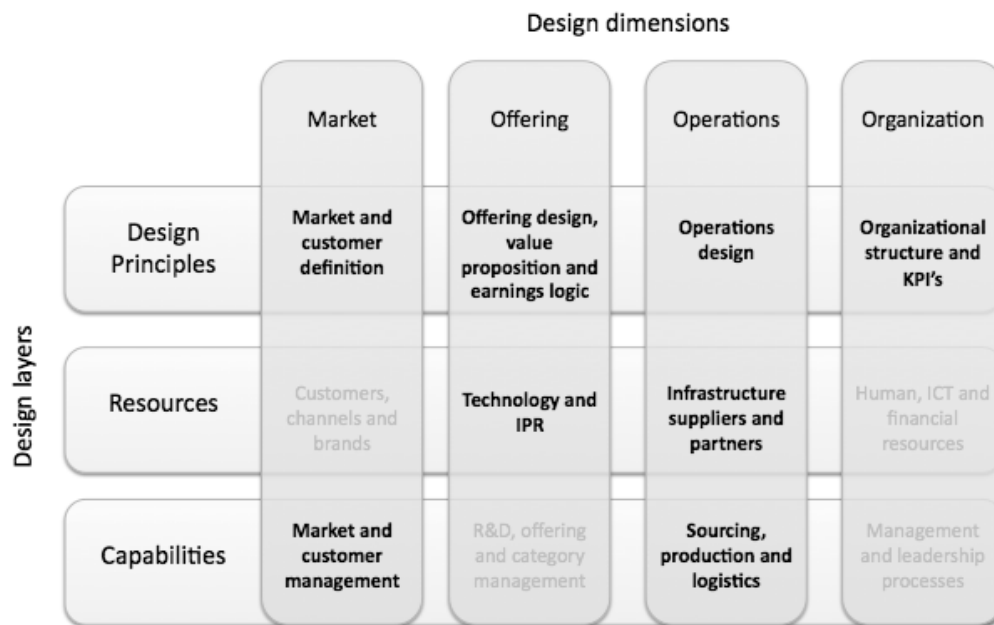 Design dimensions
Market
Offering
Operations
Organization
Design layers
Design
Principles
Market and
customer
definition
Offering design,
value
proposition and
earnings logic
Operations
design
Organizational
structure and
KPI's
Resources
Customers,
channels and
brands
Technology and
IPR
Infrastructure
suppliers and
partners
Human, ICT and
financial
resources
Capabilities
Market and
customer
management
R&D, offering
and category
management
Sourcing,
production and
logistics
Management
and leadership
processes